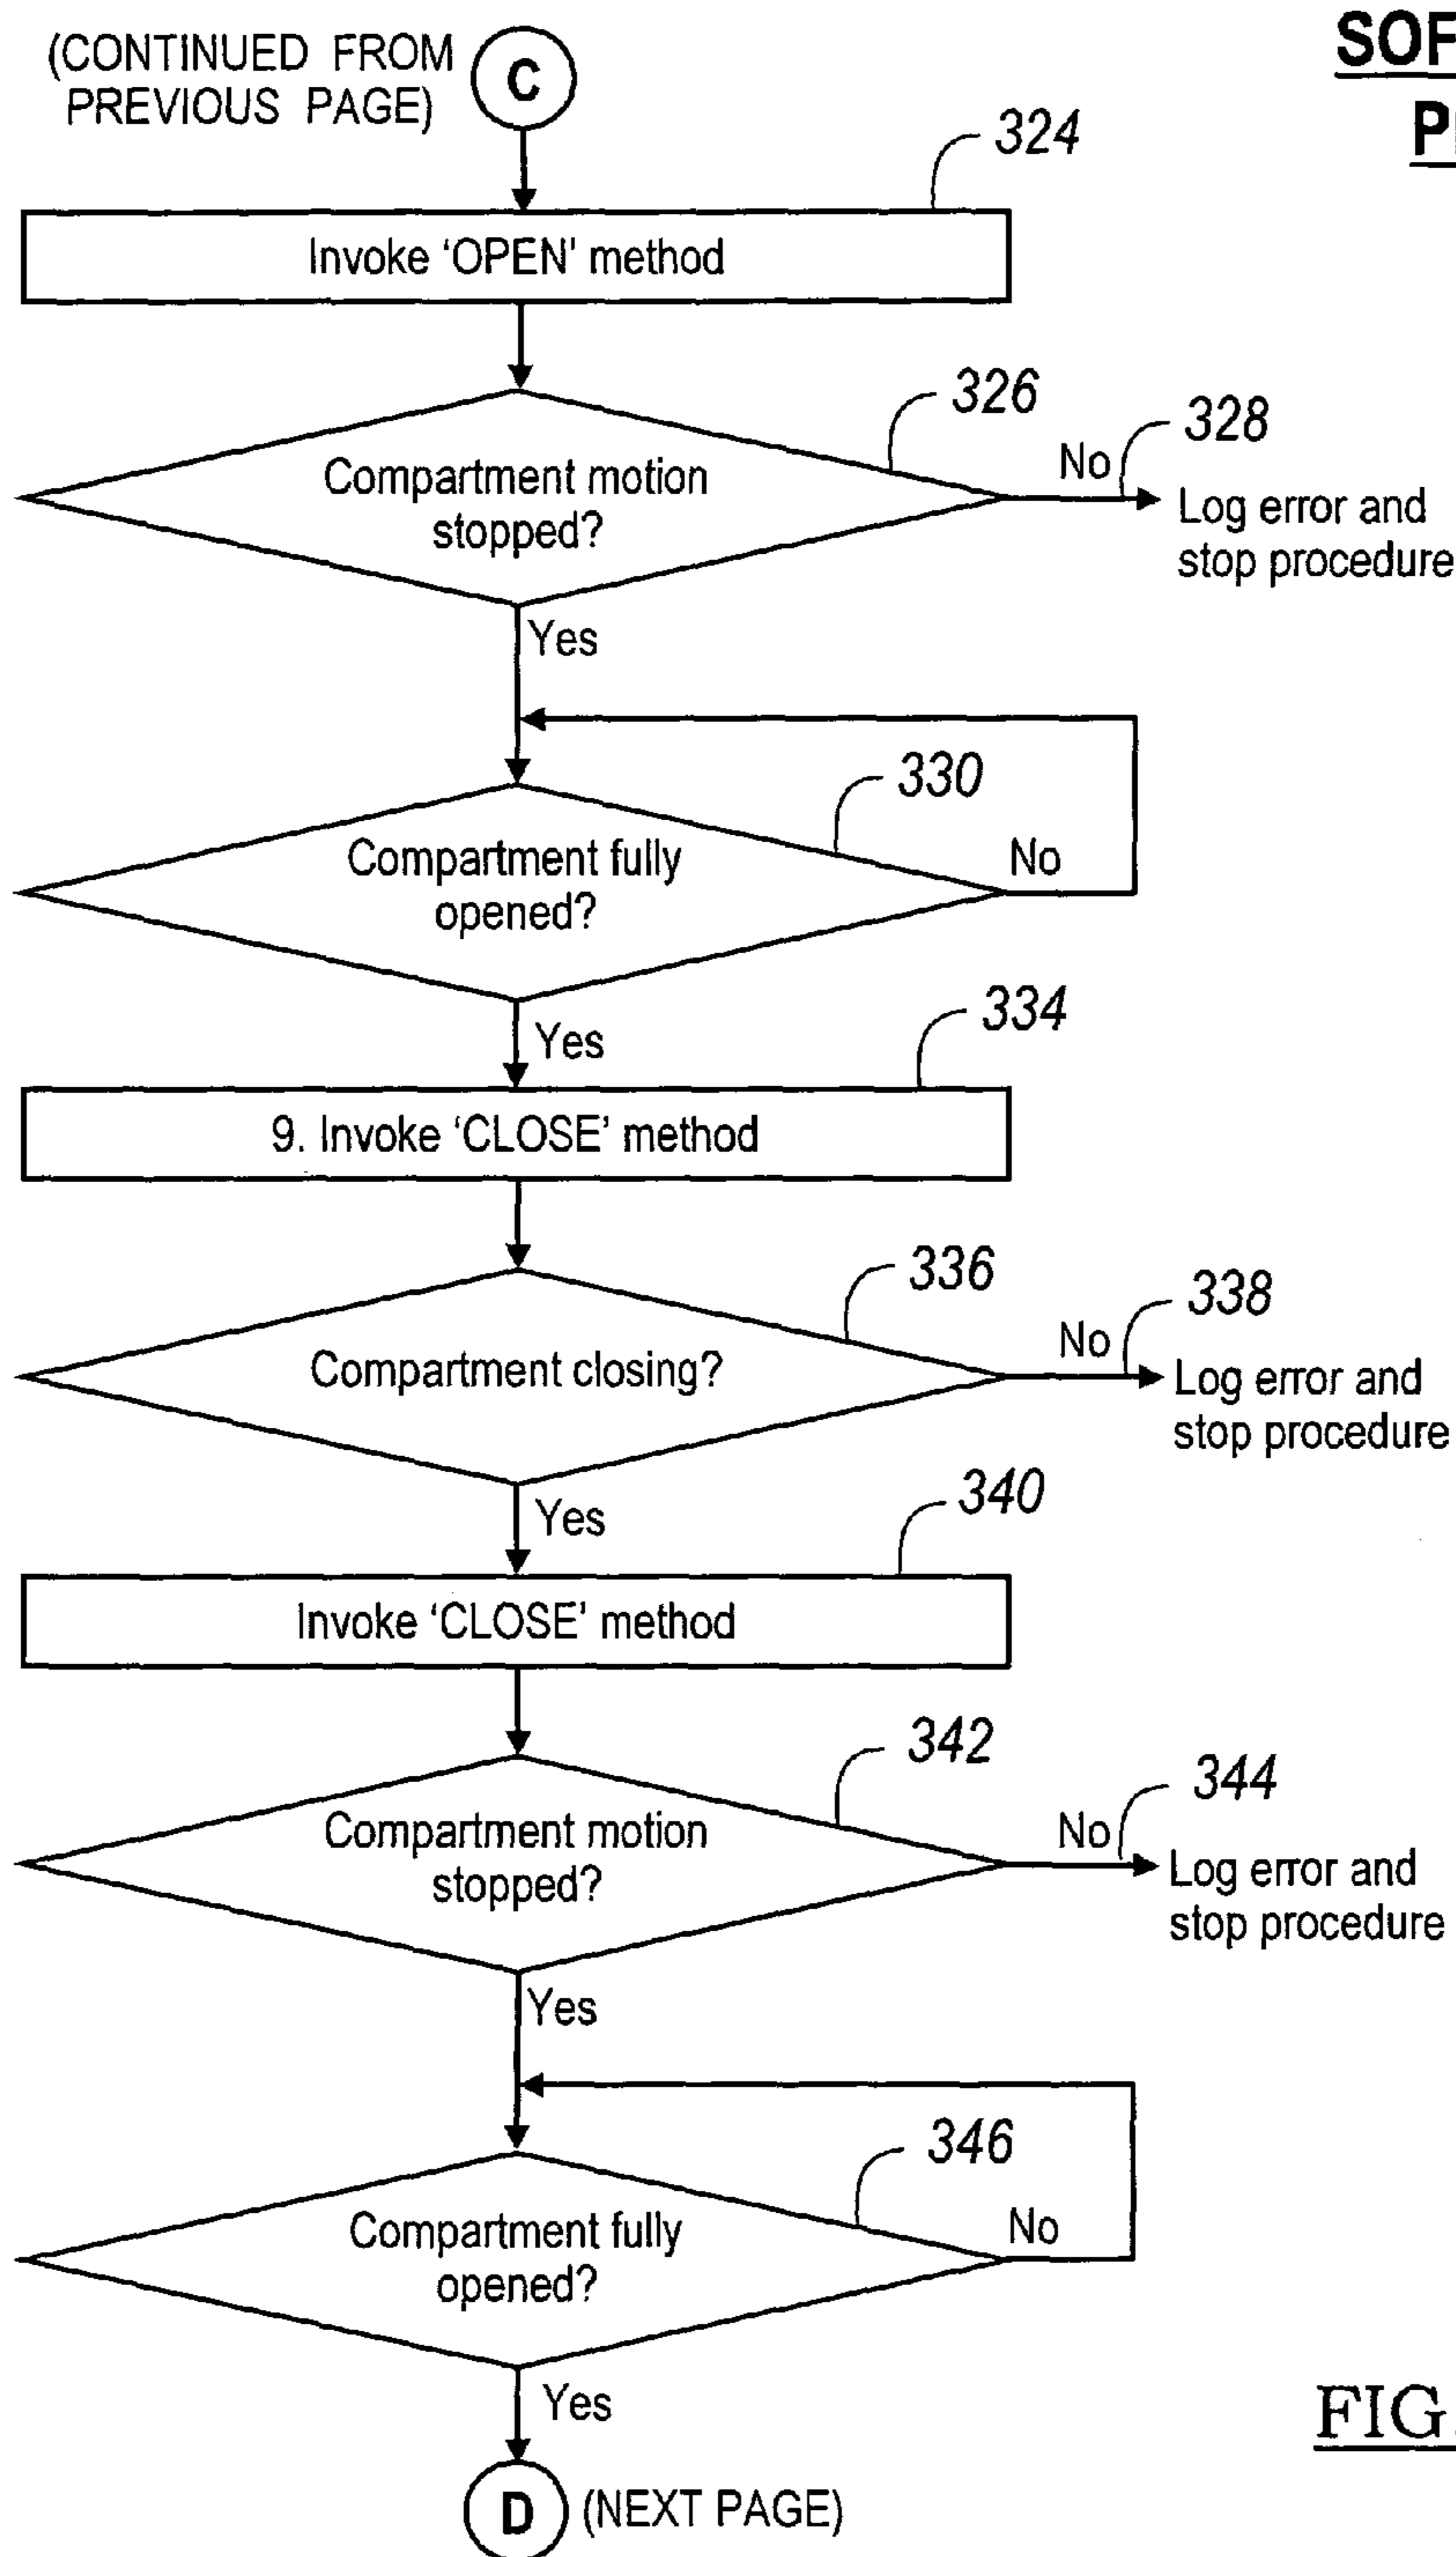 (CONTINUED FROM
PREVIOUS PAGE)
C
SOF
P
324
Invoke ‘OPEN’ method
326
Compartment motion
stopped?
No
328
Log error and
stop procedure
Yes
330
Compartment fully
opened?
No
Yes
334
9. Invoke ‘CLOSE’ method
336
Compartment closing?
No
338
Log error and
stop procedure
Yes
340
Invoke ‘CLOSE’ method
342
Compartment motion
stopped?
No
344
Log error and
stop procedure
Yes
346
Compartment fully
opened?
No
Yes
FIG.
D (NEXT PAGE)